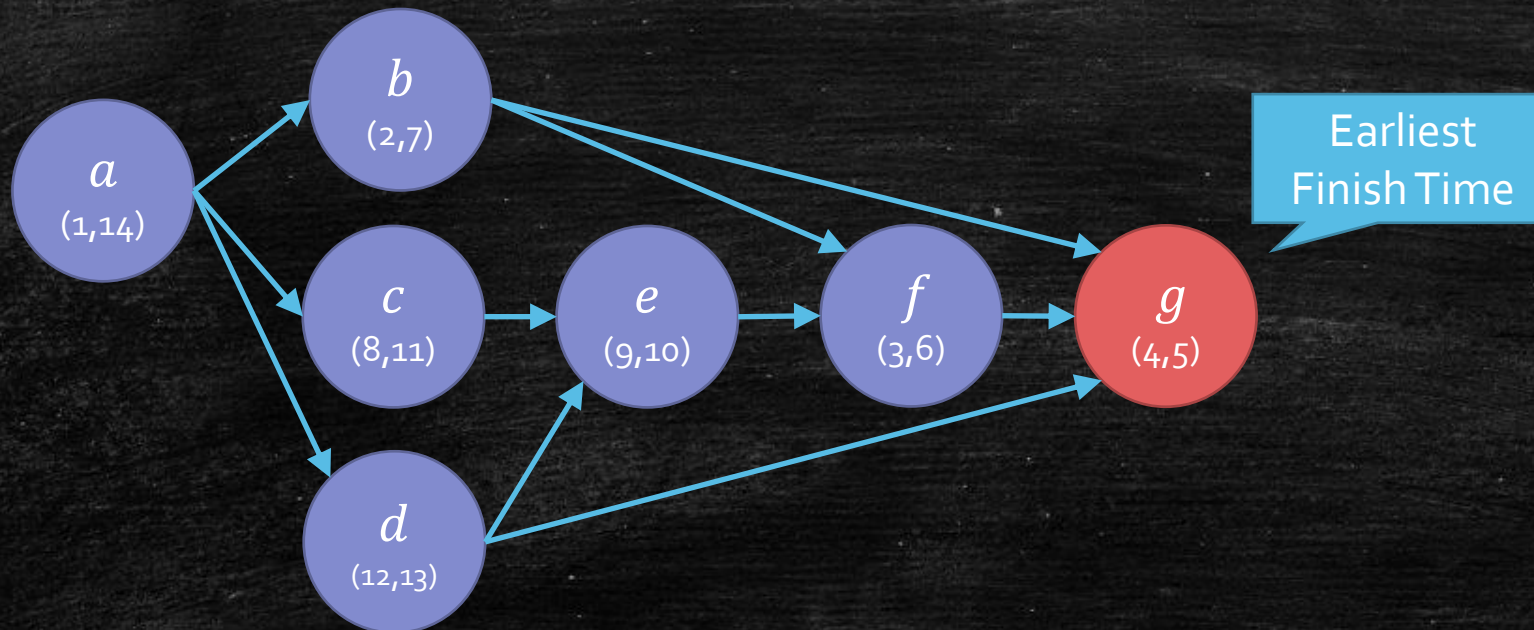 a
(1,14)
b
(2,7)
c
(8,11)
d
(12,13)
e
(9,10)
f
(3,6)
g
(4,5)
Earliest
Finish Time